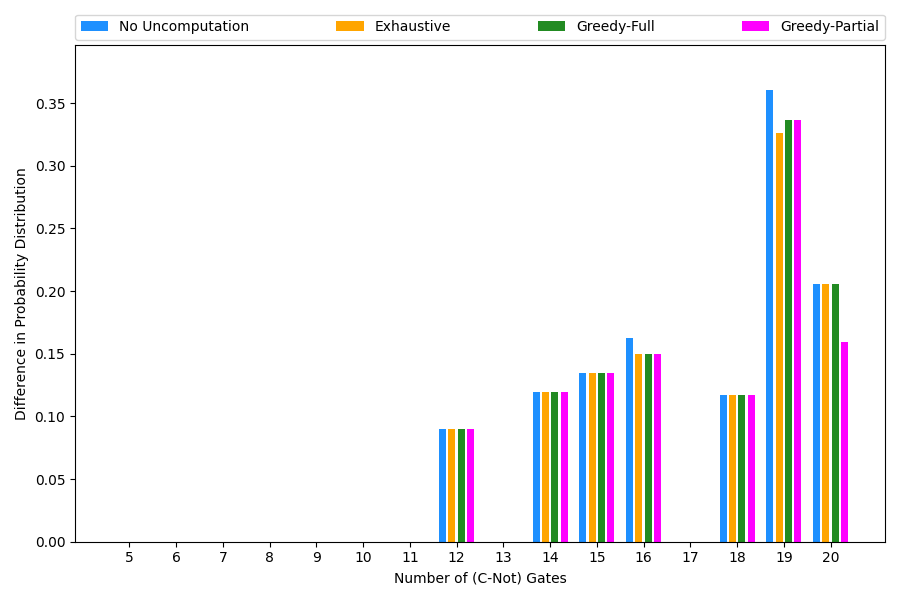 No Uncomputation Exhaustive Greedy-Full Greedy-Partial
0.35
0.30
0.25
0.20
0.15
0.10
0.05
0.00
Difference in Probability Distribution
5 6 7 8 9 10 11 12 13 14 15 16 17 18 19 20
Number of (C-Not) Gates